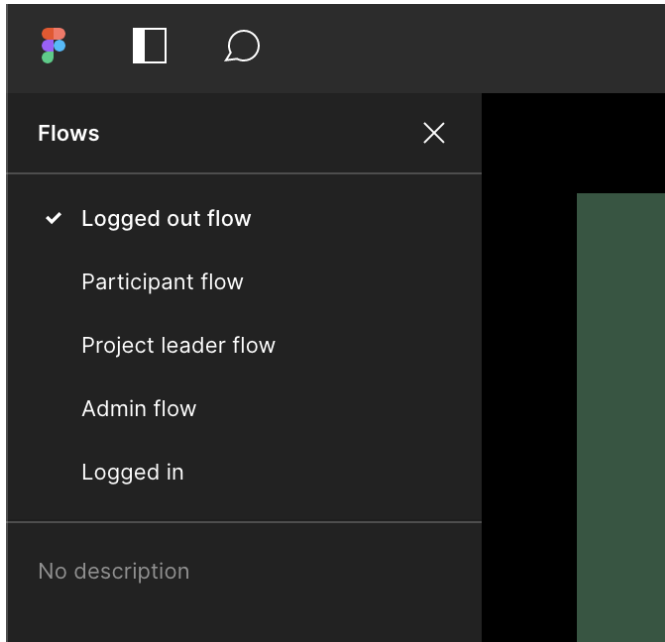 Flows
Logged out flow
Participant flow
Project leader flow
Admin flow
Logged in
No description